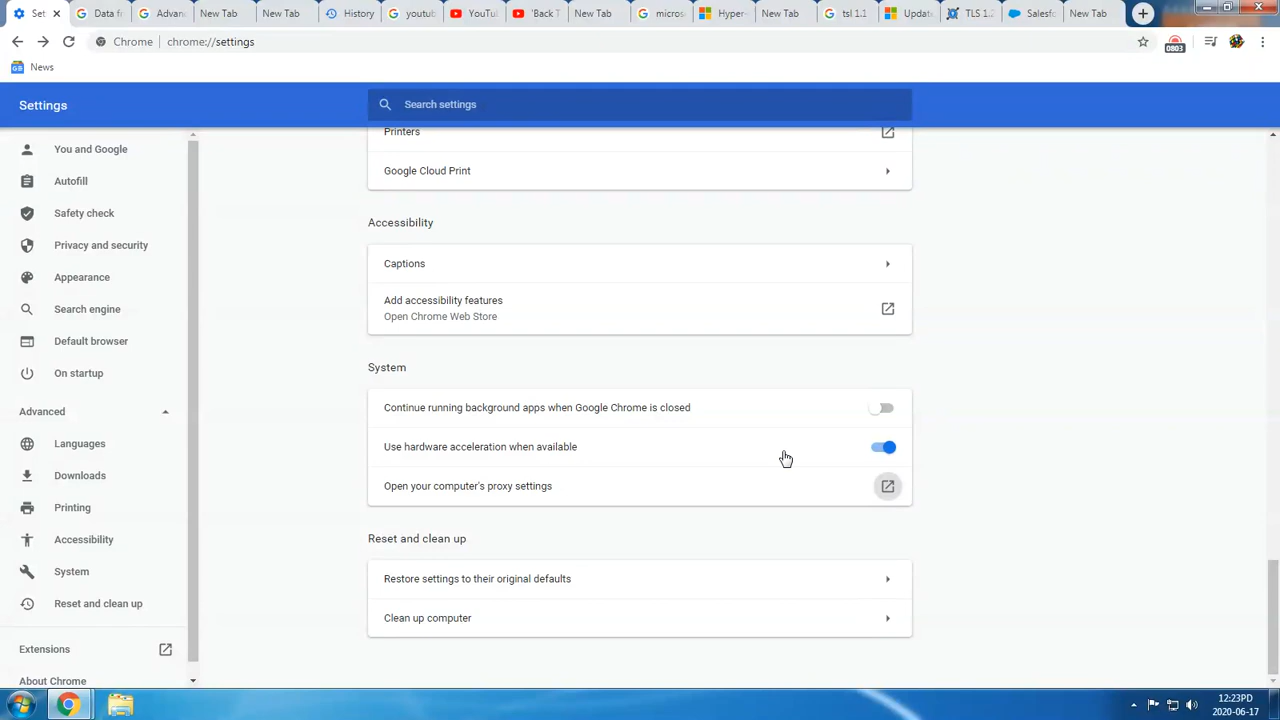 Set
Data f
Advan
New Tab
New Tab
History
youtu
YouTu
"Back T
New Tab
micros
Hyper-
New Tab
tsl 1.1
Updat
TLS 1.
Salesfo
New Tab
Chrome
chrome://settings
0803
News
Settings
Search settings
You and Google
Autofill
Safety check
Privacy and security
Appearance
Search engine
Default browser
On startup
Advanced
Languages
Downloads
Printing
Accessibility
System
Reset and clean up
Extensions
About Chrome
Printers
Google Cloud Print
Accessibility
Captions
Add accessibility features
Open Chrome Web Store
System
Continue running background apps when Google Chrome is closed
Use hardware acceleration when available
Open your computer's proxy settings
Reset and clean up
Restore settings to their original defaults
Clean up computer
12:23PD
2020-06-17